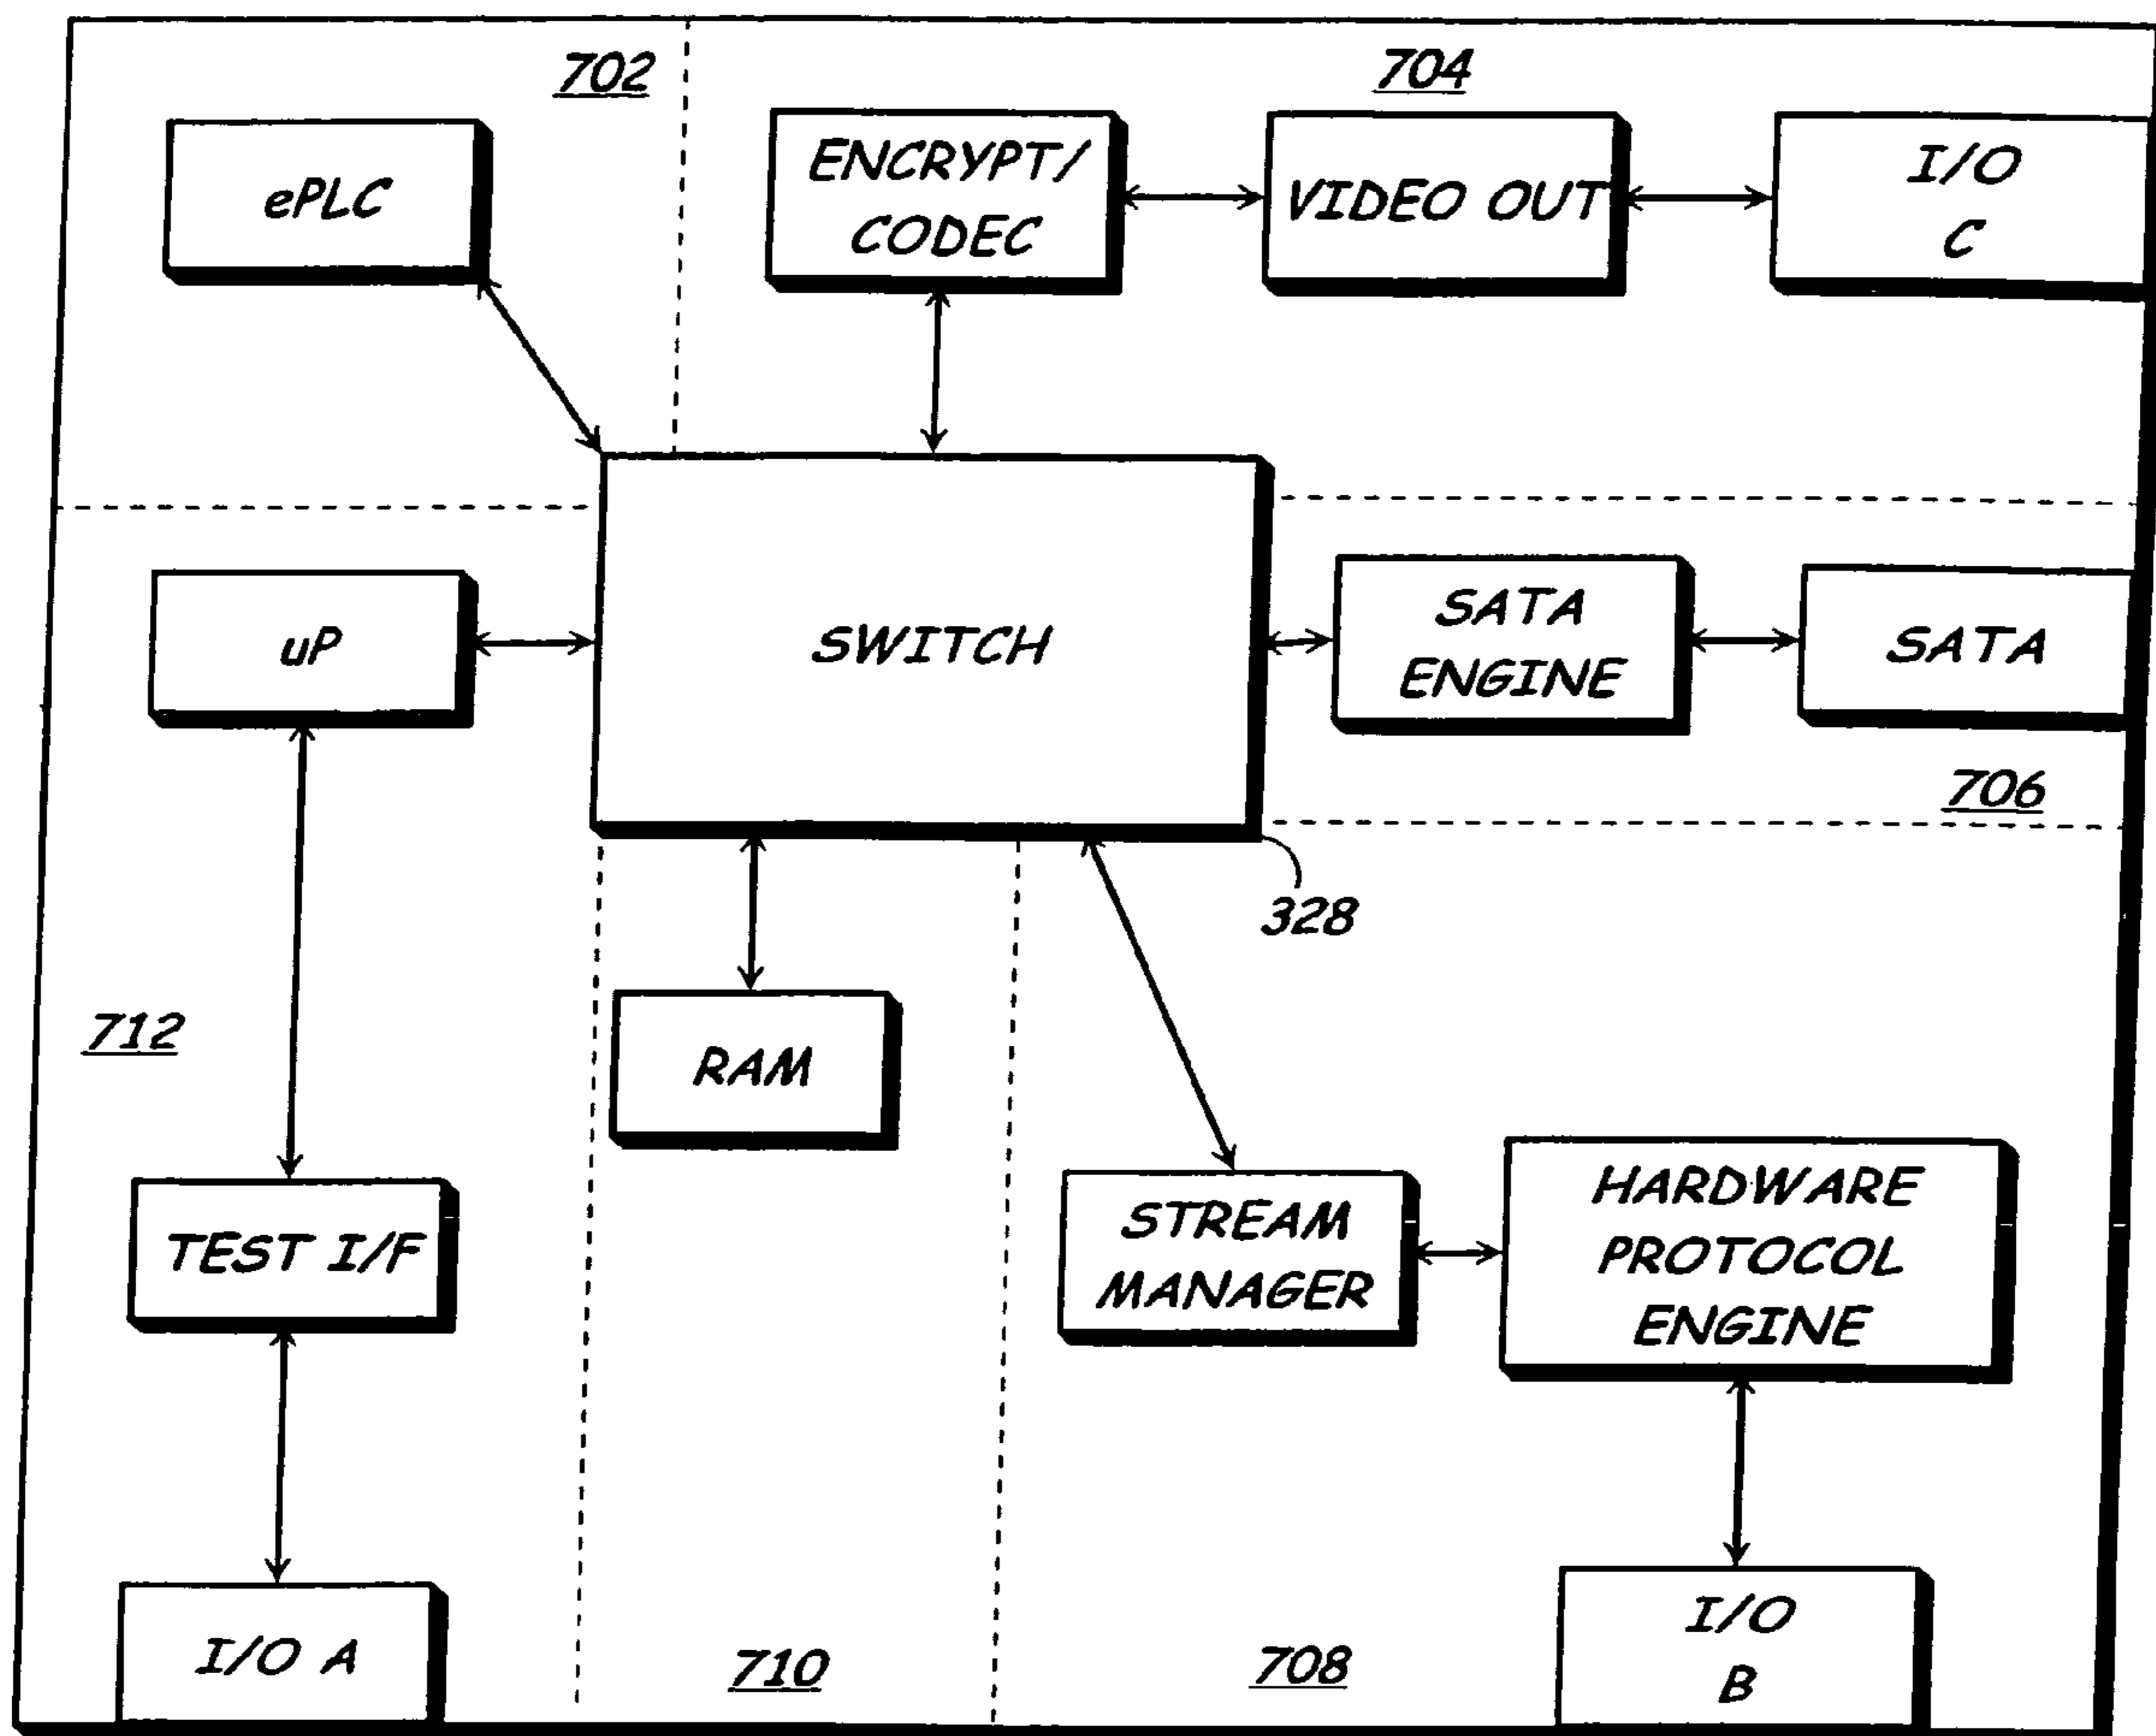 702
704
ePLC
ENCRYPT/
CODEC
VIDEO OUT
I/O
C
uP
SWITCH
SATA
ENGINE
SATA
706
328
712
RAM
TEST I/F
STREAM
MANAGER
HARDWARE
PROTOCOL
ENGINE
I/O A
710
708
I/O
B